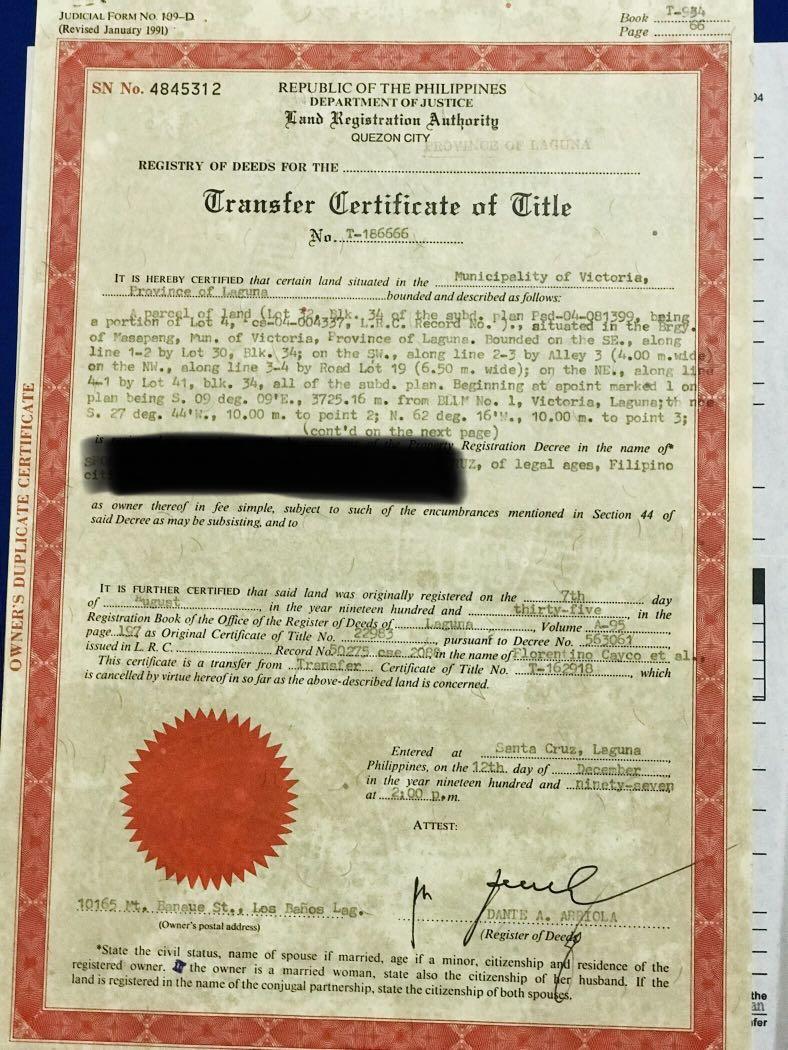 JUDICIAL FORM NO. 109-D
(Revised January 1991)
Book T-934
Page 66
SN No. 4845312
REPUBLIC OF THE PHILIPPINES
DEPARTMENT OF JUSTICE
Land Registration Authority
QUEZON CITY
PROVINCE OF LAGUNA
REGISTRY OF DEEDS FOR THE
Transfer Certificate of Title
No. T-186666
IT IS HEREBY CERTIFIED that certain land situated in the Municipality of Victoria,
Province of Laguna bounded and described as follows:
A parcel of land (Lot Blk. 34 of the subd. plan Psd-04-081399, being
a portion of Lot 4, cs-04-004337, L.R.C. Record No. )., situated in the Brgy.
of Masapang, Mun. of Victoria, Province of Laguna. Bounded on the SE., along
line 1-2 by Lot 30, Blk. 34; on the SW., along line 2-3 by Alley 3 (4.00 m.wide)
on the NW., along line 3-4 by Road Lot 19 (6.50 m. wide); on the NE., along line
4-1 by Lot 41, blk. 34, all of the subd. plan. Beginning at apoint marked 1 on
plan being S. 09 deg. 09'E., 3725.16 m. from BLLM No. 1, Victoria, Laguna;th nce
S. 27 deg. 44'W., 10.00 m. to point 2; N. 62 deg. 16'W., 10.00 m. to point 3;
(cont'd on the next page)
is Property Registration Decree in the name of*
UZ, of legal ages, Filipino
as owner thereof in fee simple, subject to such of the encumbrances mentioned in Section 44 of
said Decree as may be subsisting, and to
IT IS FURTHER CERTIFIED that said land was originally registered on the 7th day
of August, in the year nineteen hundred and thirty-five in the
Registration Book of the Office of the Register of Deeds of Laguna, Volume A-95,
page 197 as Original Certificate of Title No. 22983, pursuant to Decree No. 563061
issued in L. R. C. Record No 50275 cse 2086 in the name of Florentino Cayco et al.,
This certificate is a transfer from Transfer Certificate of Title No. T-162918, which
is cancelled by virtue hereof in so far as the above-described land is concerned.
Entered at Santa Cruz, Laguna
Philippines, on the 12th day of December
in the year nineteen hundred and ninety-seven
at 2:00 p.m.
ATTEST:
10165 Mt. Banaue St., Los Baños Lag.
(Owner's postal address)
DANTE A. ARRIOLA
(Register of Deeds)
*State the civil status, name of spouse if married, age if a minor, citizenship and residence of the
registered owner. If the owner is a married woman, state also the citizenship of her husband. If the
land is registered in the name of the conjugal partnership, state the citizenship of both spouses.
OWNER'S DUPLICATE CERTIFICATE
04
the
an
fer